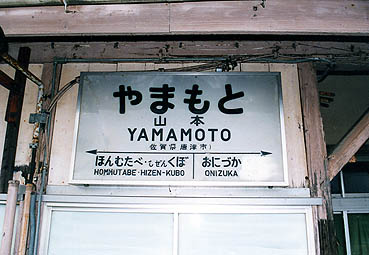 やまもと
山本
YAMAMOTO
(佐賀県唐津市)
ほんむたべ・ひぜんくぼ おにづか
HOMMUTABE・HIZEN-KUBO ONIZUKA